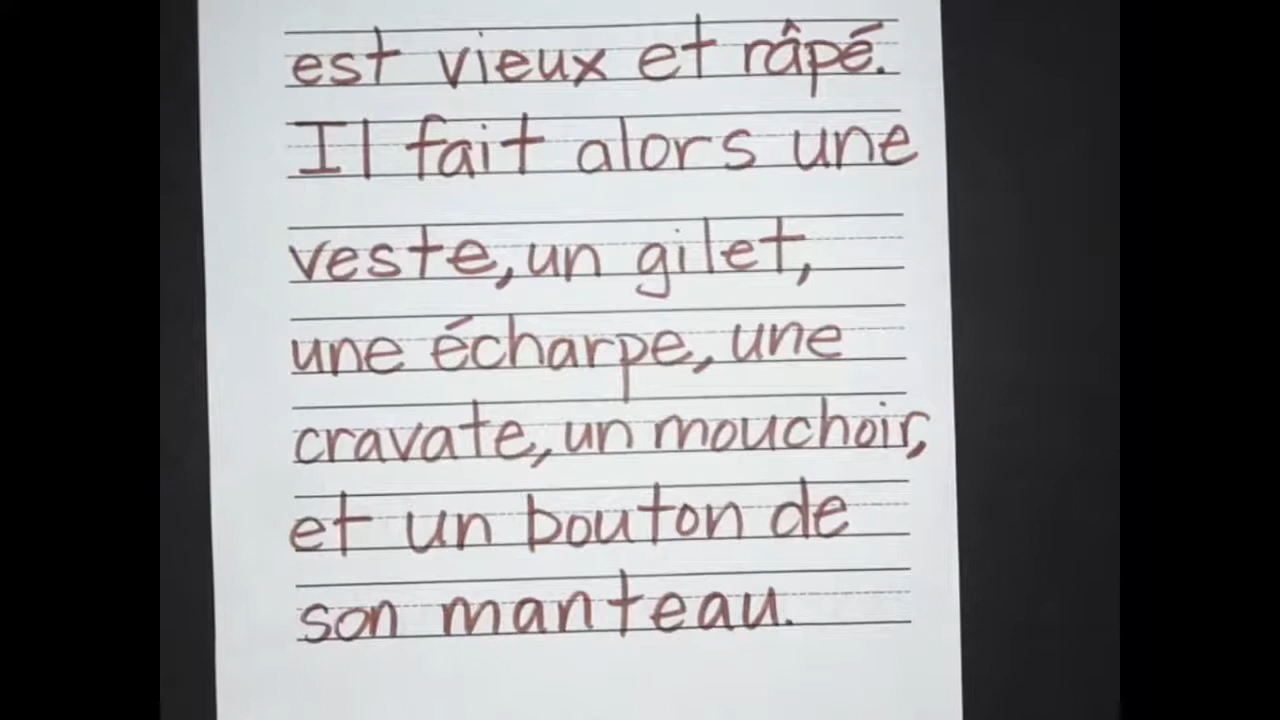 est vieux et râpé.
Il fait alors une
veste, un gilet,
une écharpe, une
cravate, un mouchoir,
et un bouton de
son manteau.